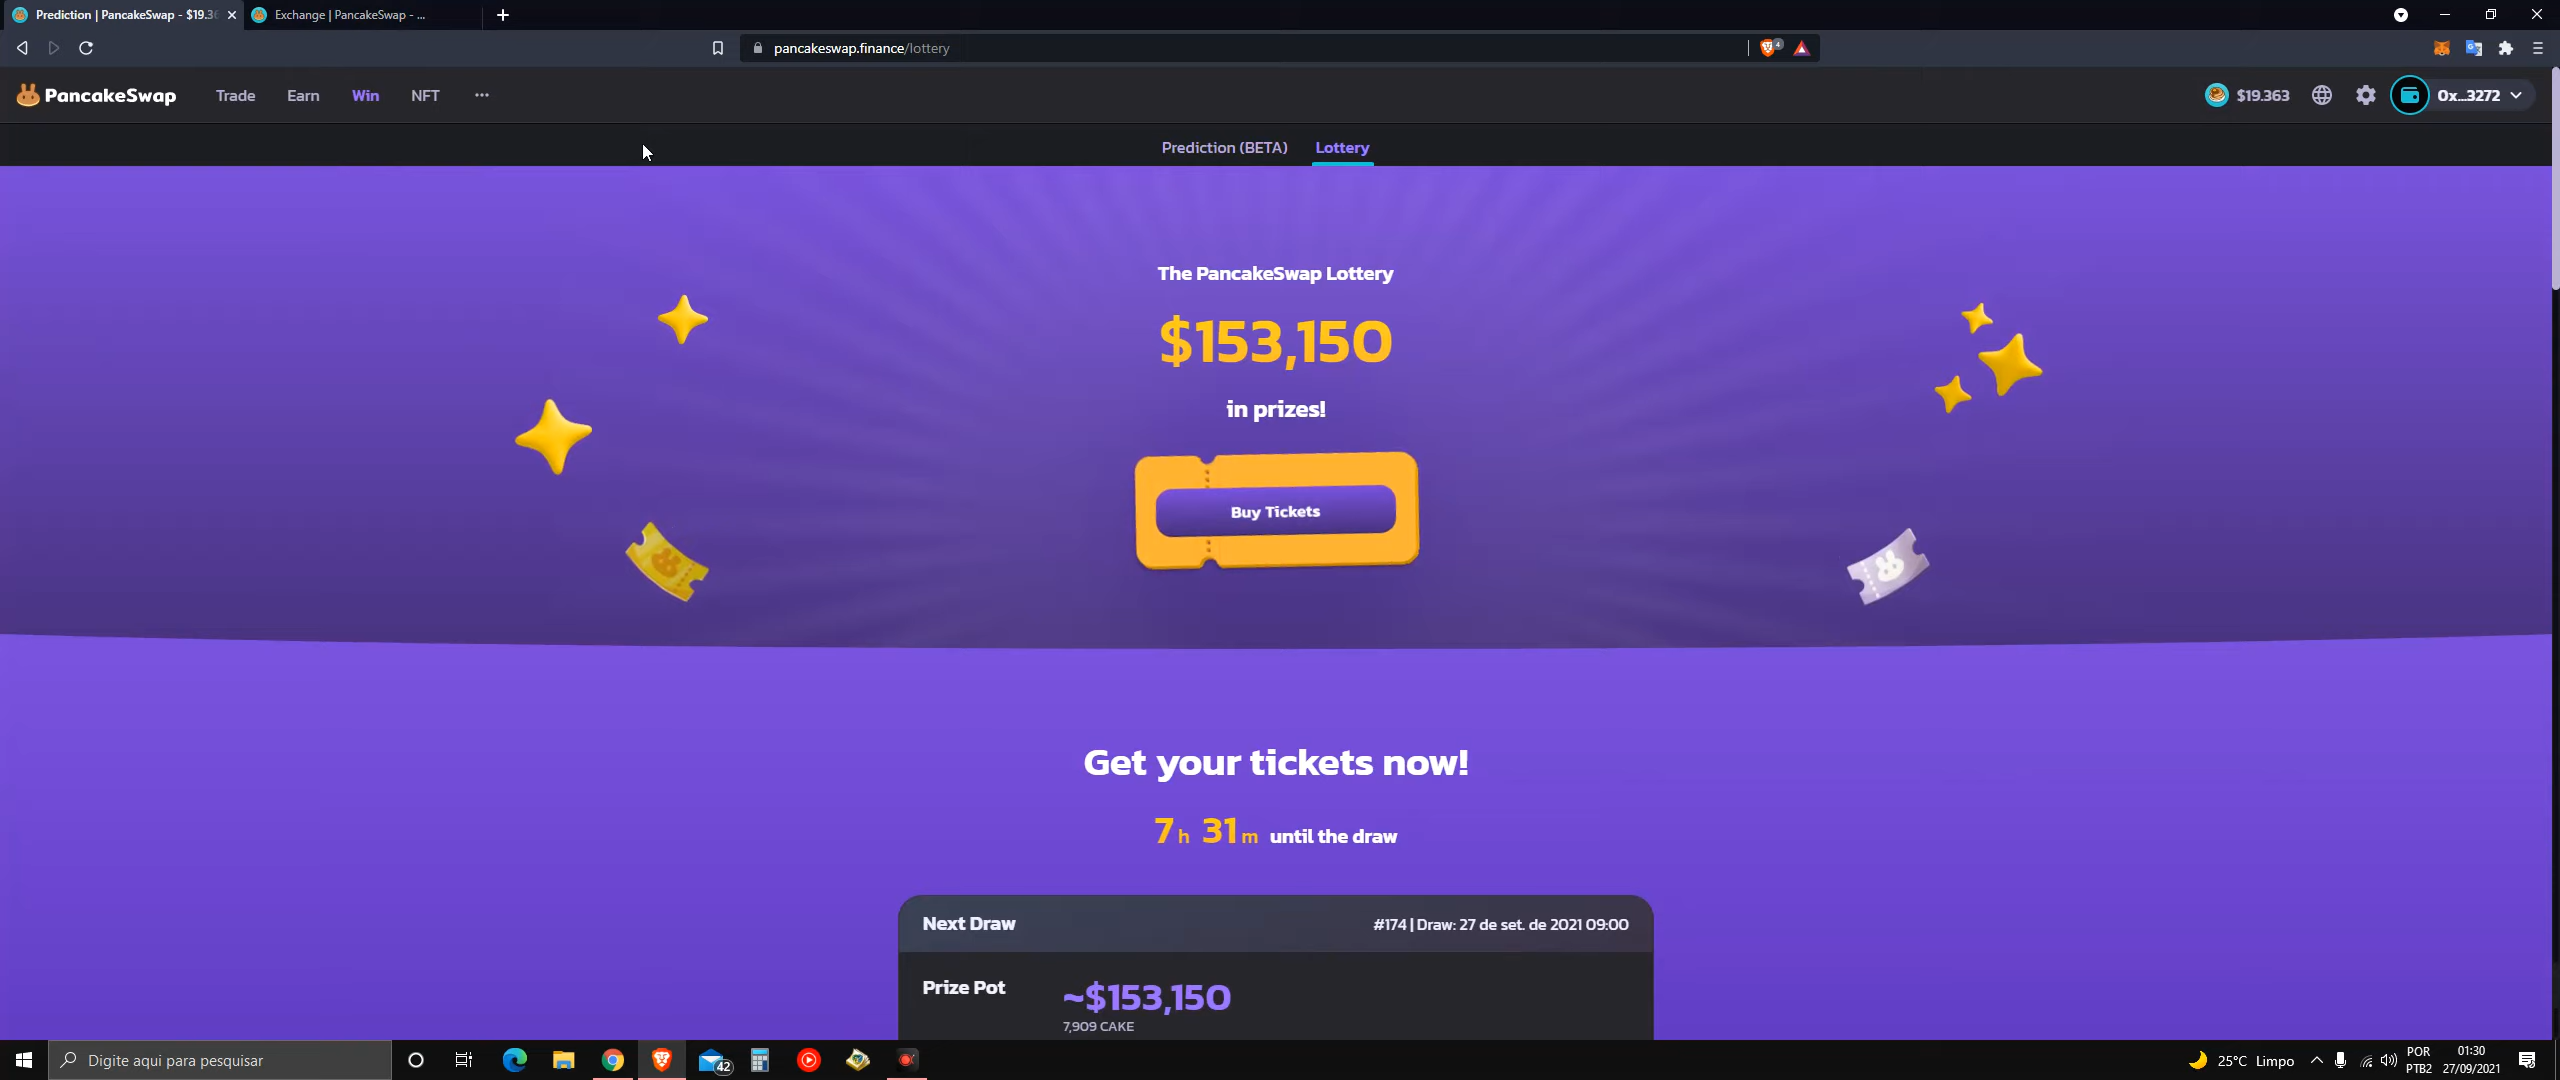 Prediction | PancakeSwap - $19.36
Exchange | PancakeSwap - ...
pancakeswap.finance/lottery
4
PancakeSwap
Trade
Earn
Win
NFT
...
$19.363
0x...3272
Prediction (BETA)
Lottery
The PancakeSwap Lottery
$153,150
in prizes!
Buy Tickets
Get your tickets now!
7 h 31 m until the draw
Next Draw
#174 | Draw: 27 de set. de 2021 09:00
Prize Pot
~$153,150
7,909 CAKE
Digite aqui para pesquisar
42
25°C Limpo
POR
PTB2
01:30
27/09/2021